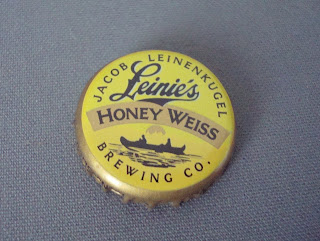 JACOB LEINENKUGEL
Leinie's
HONEY WEISS
BREWING CO.